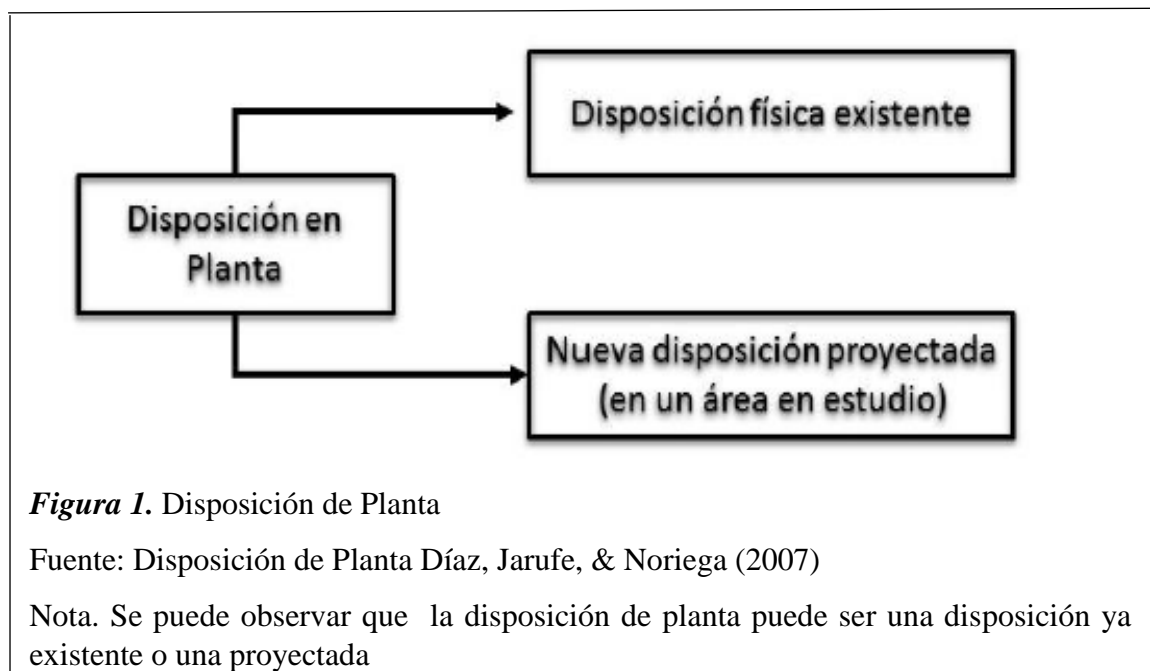 Disposición física existente
Disposición en
Planta
Nueva disposición proyectada
(en un área en estudio)
Figura 1. Disposición de Planta
Fuente: Disposición de Planta Díaz, Jarufe, & Noriega (2007)
Nota. Se puede observar que la disposición de planta puede ser una disposición ya
existente o una proyectada